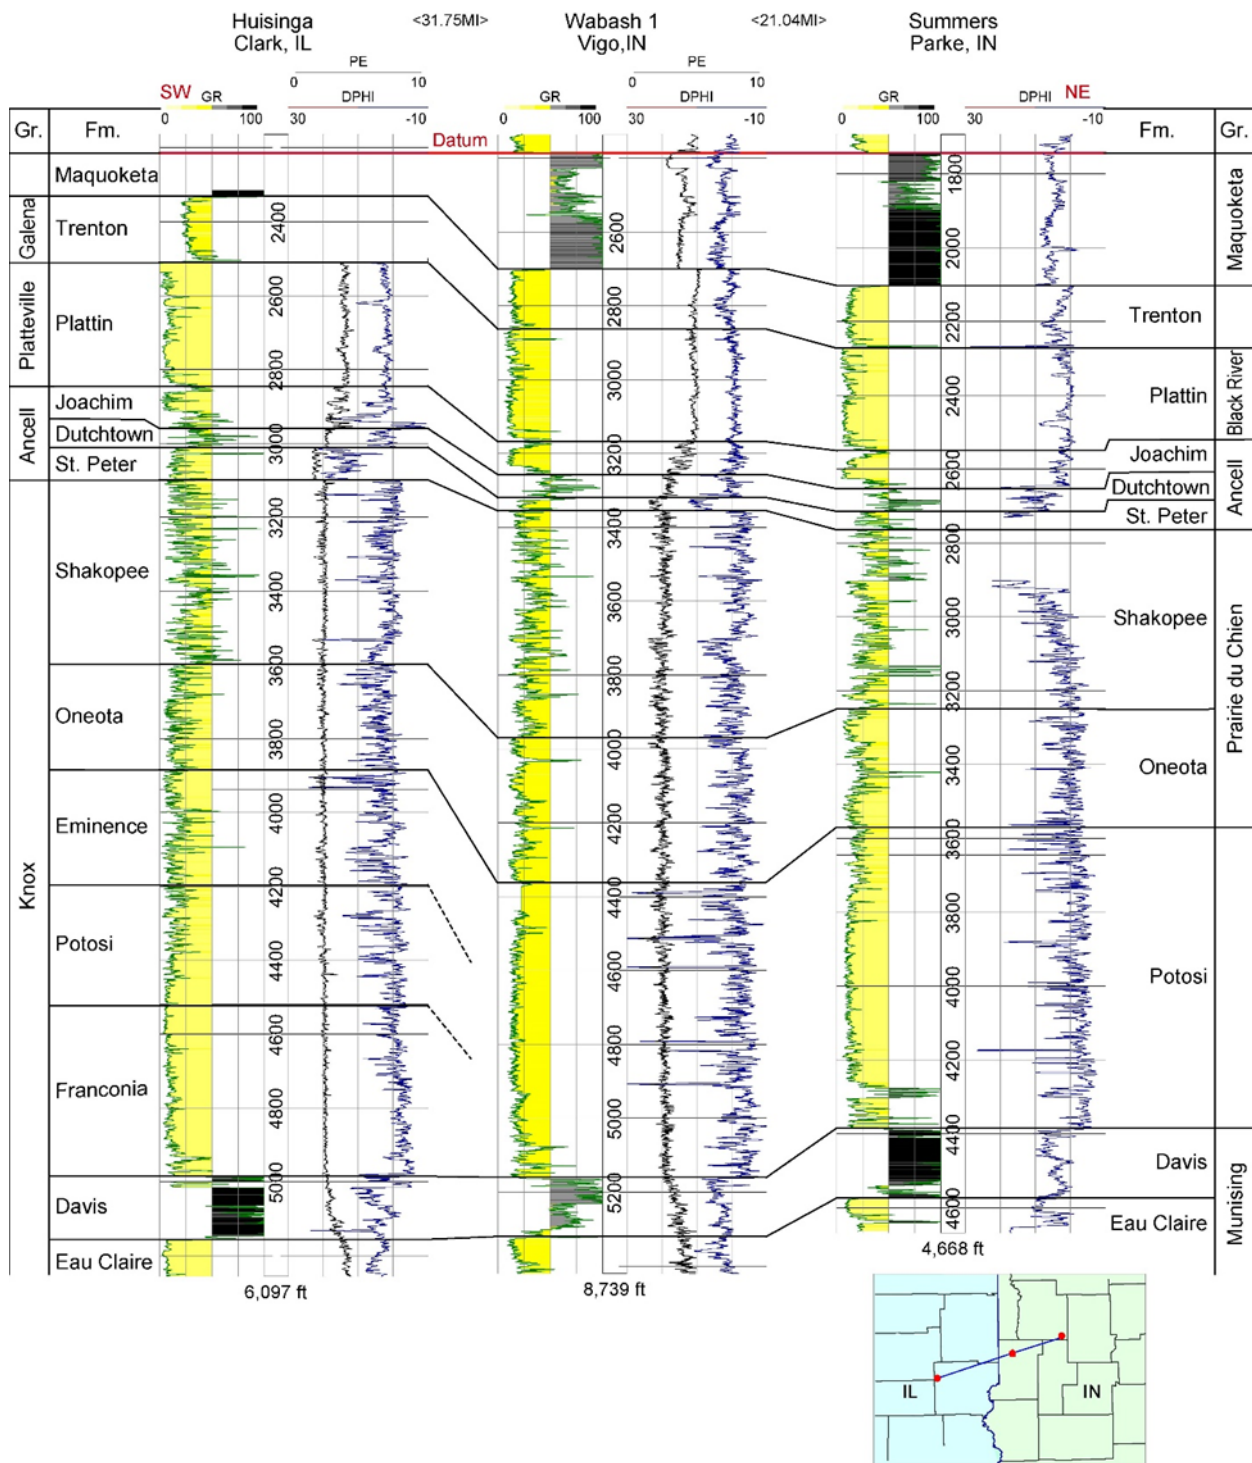 Huisinga <31.75MI> Wabash 1 <21.04MI> Summers
Clark, IL Vigo,IN Parke, IN
PE PE
0 10 0 10
SW GR DPHI GR DPHI GR DPHI NE
0 100 30 -10 0 100 30 -10 0 100 30 -10
Gr. Fm. Datum Fm. Gr.
Maquoketa
Galena
Trenton
Platteville
Plattin
Ancell
Joachim
Dutchtown
St. Peter
Knox
Shakopee
Oneota
Eminence
Potosi
Franconia
Davis
Eau Claire
2400
2600
2800
3000
3200
3400
3600
3800
4000
4200
4400
4600
4800
5000
6,097 ft
2600
2800
3000
3200
3400
3600
3800
4000
4200
4400
4600
4800
5000
5200
8,739 ft
1800
2000
2200
2400
2600
2800
3000
3200
3400
3600
3800
4000
4200
4400
4600
4,668 ft
Maquoketa
Trenton
Black River
Plattin
Ancell
Joachim
Dutchtown
St. Peter
Prairie du Chien
Shakopee
Oneota
Potosi
Munising
Davis
Eau Claire
IL IN